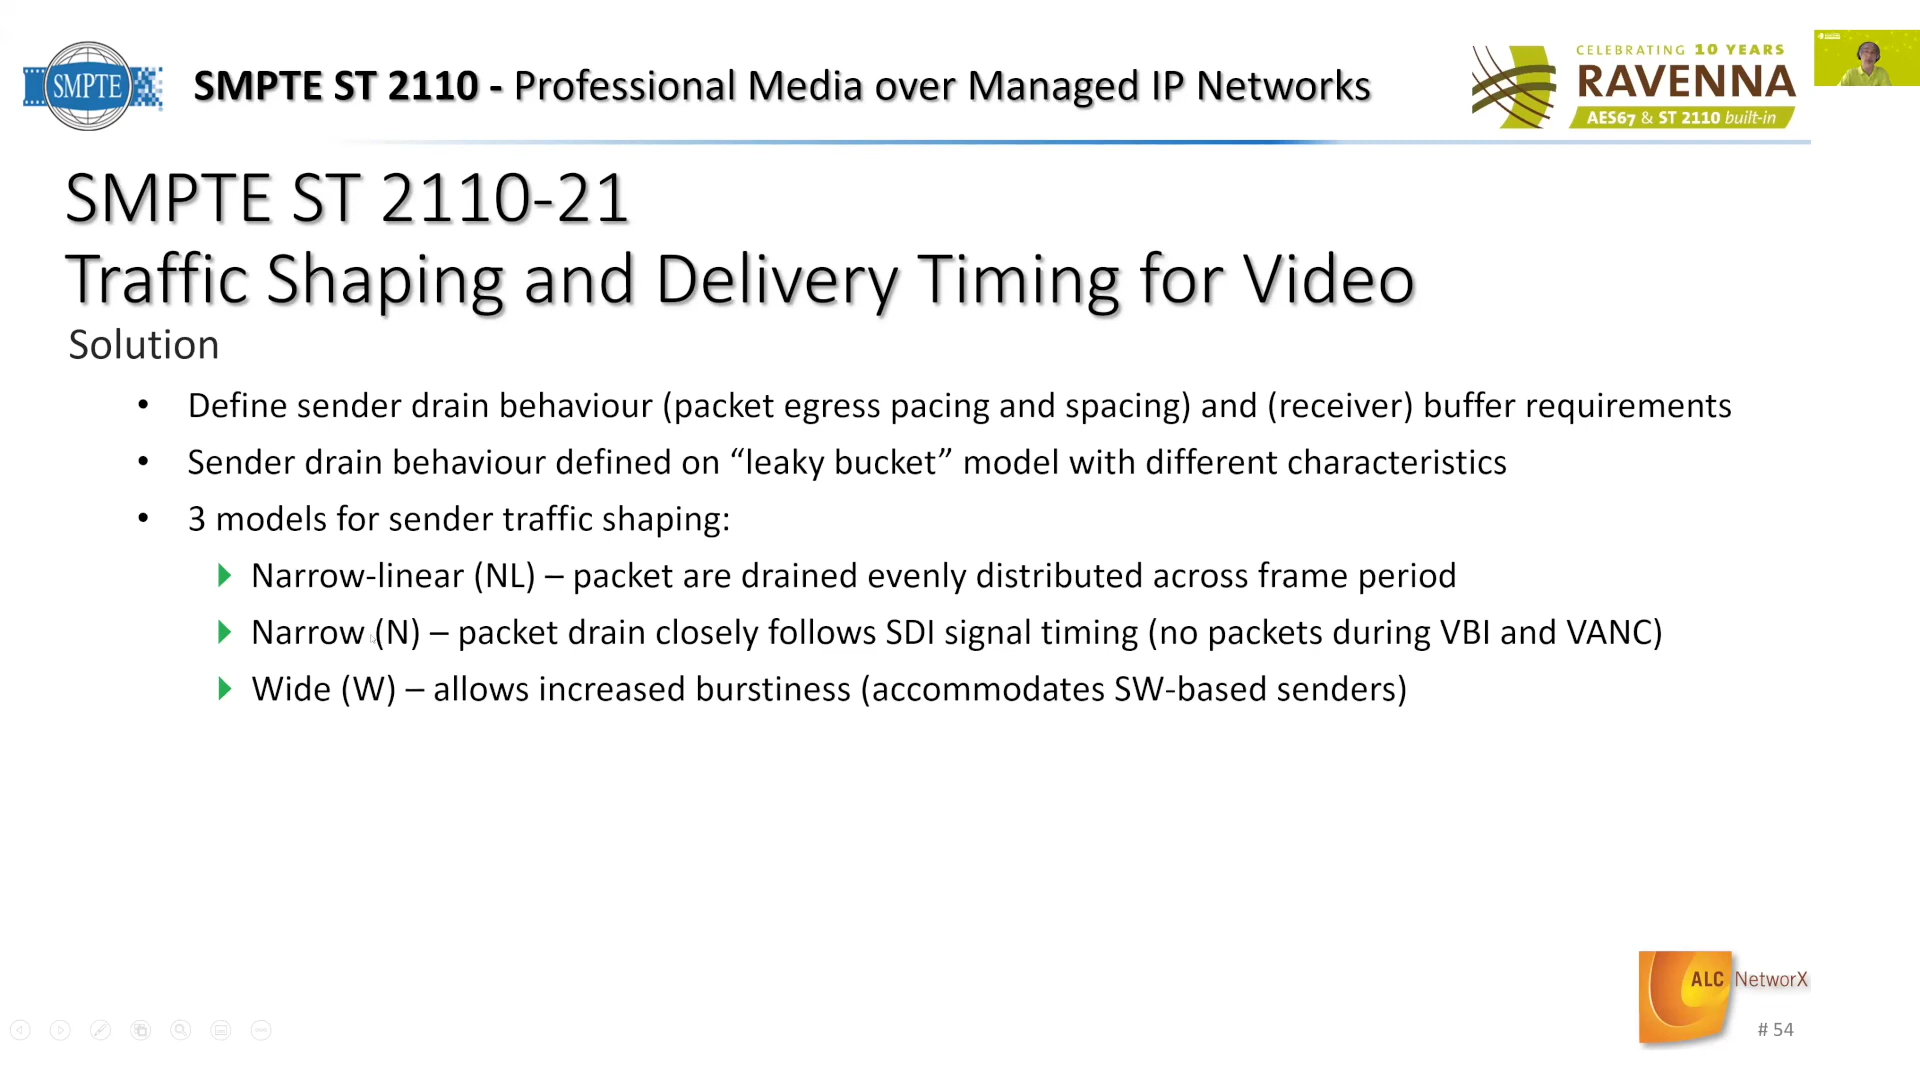 SMPTE
SMPTE ST 2110 - Professional Media over Managed IP Networks
CELEBRATING 10 YEARS
RAVENNA
AES67 & ST 2110 built-in
SMPTE ST 2110-21
Traffic Shaping and Delivery Timing for Video
Solution
• Define sender drain behaviour (packet egress pacing and spacing) and (receiver) buffer requirements
• Sender drain behaviour defined on “leaky bucket” model with different characteristics
• 3 models for sender traffic shaping:
Narrow-linear (NL) – packet are drained evenly distributed across frame period
Narrow (N) – packet drain closely follows SDI signal timing (no packets during VBI and VANC)
Wide (W) – allows increased burstiness (accommodates SW-based senders)
ALC NetworX
# 54